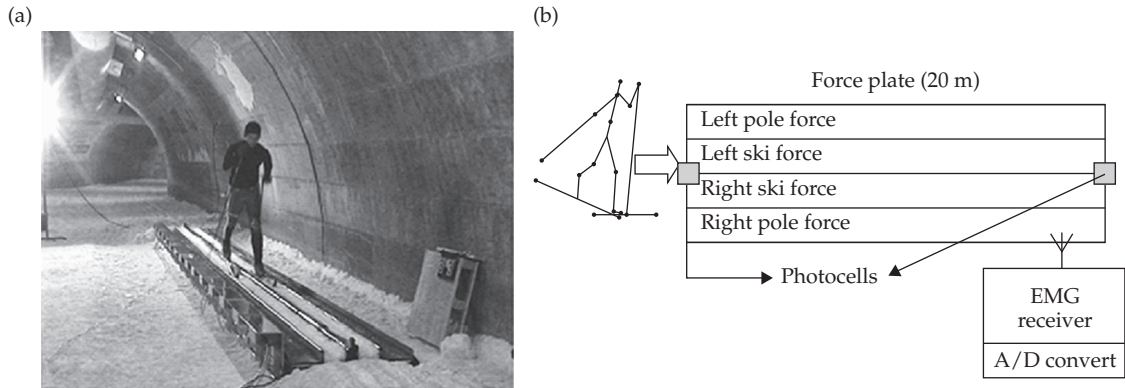 (a)
(b)
Force plate (20 m)
Left pole force
Left ski force
Right ski force
Right pole force
Photocells
EMG
receiver
A/D convert